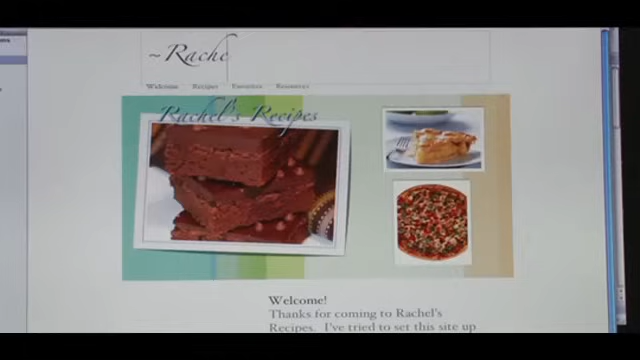 ~Rache
Welcome Recipes Favorites Resources
Rachel's Recipes
Welcome!
Thanks for coming to Rachel's
Recipes. I've tried to set this site up